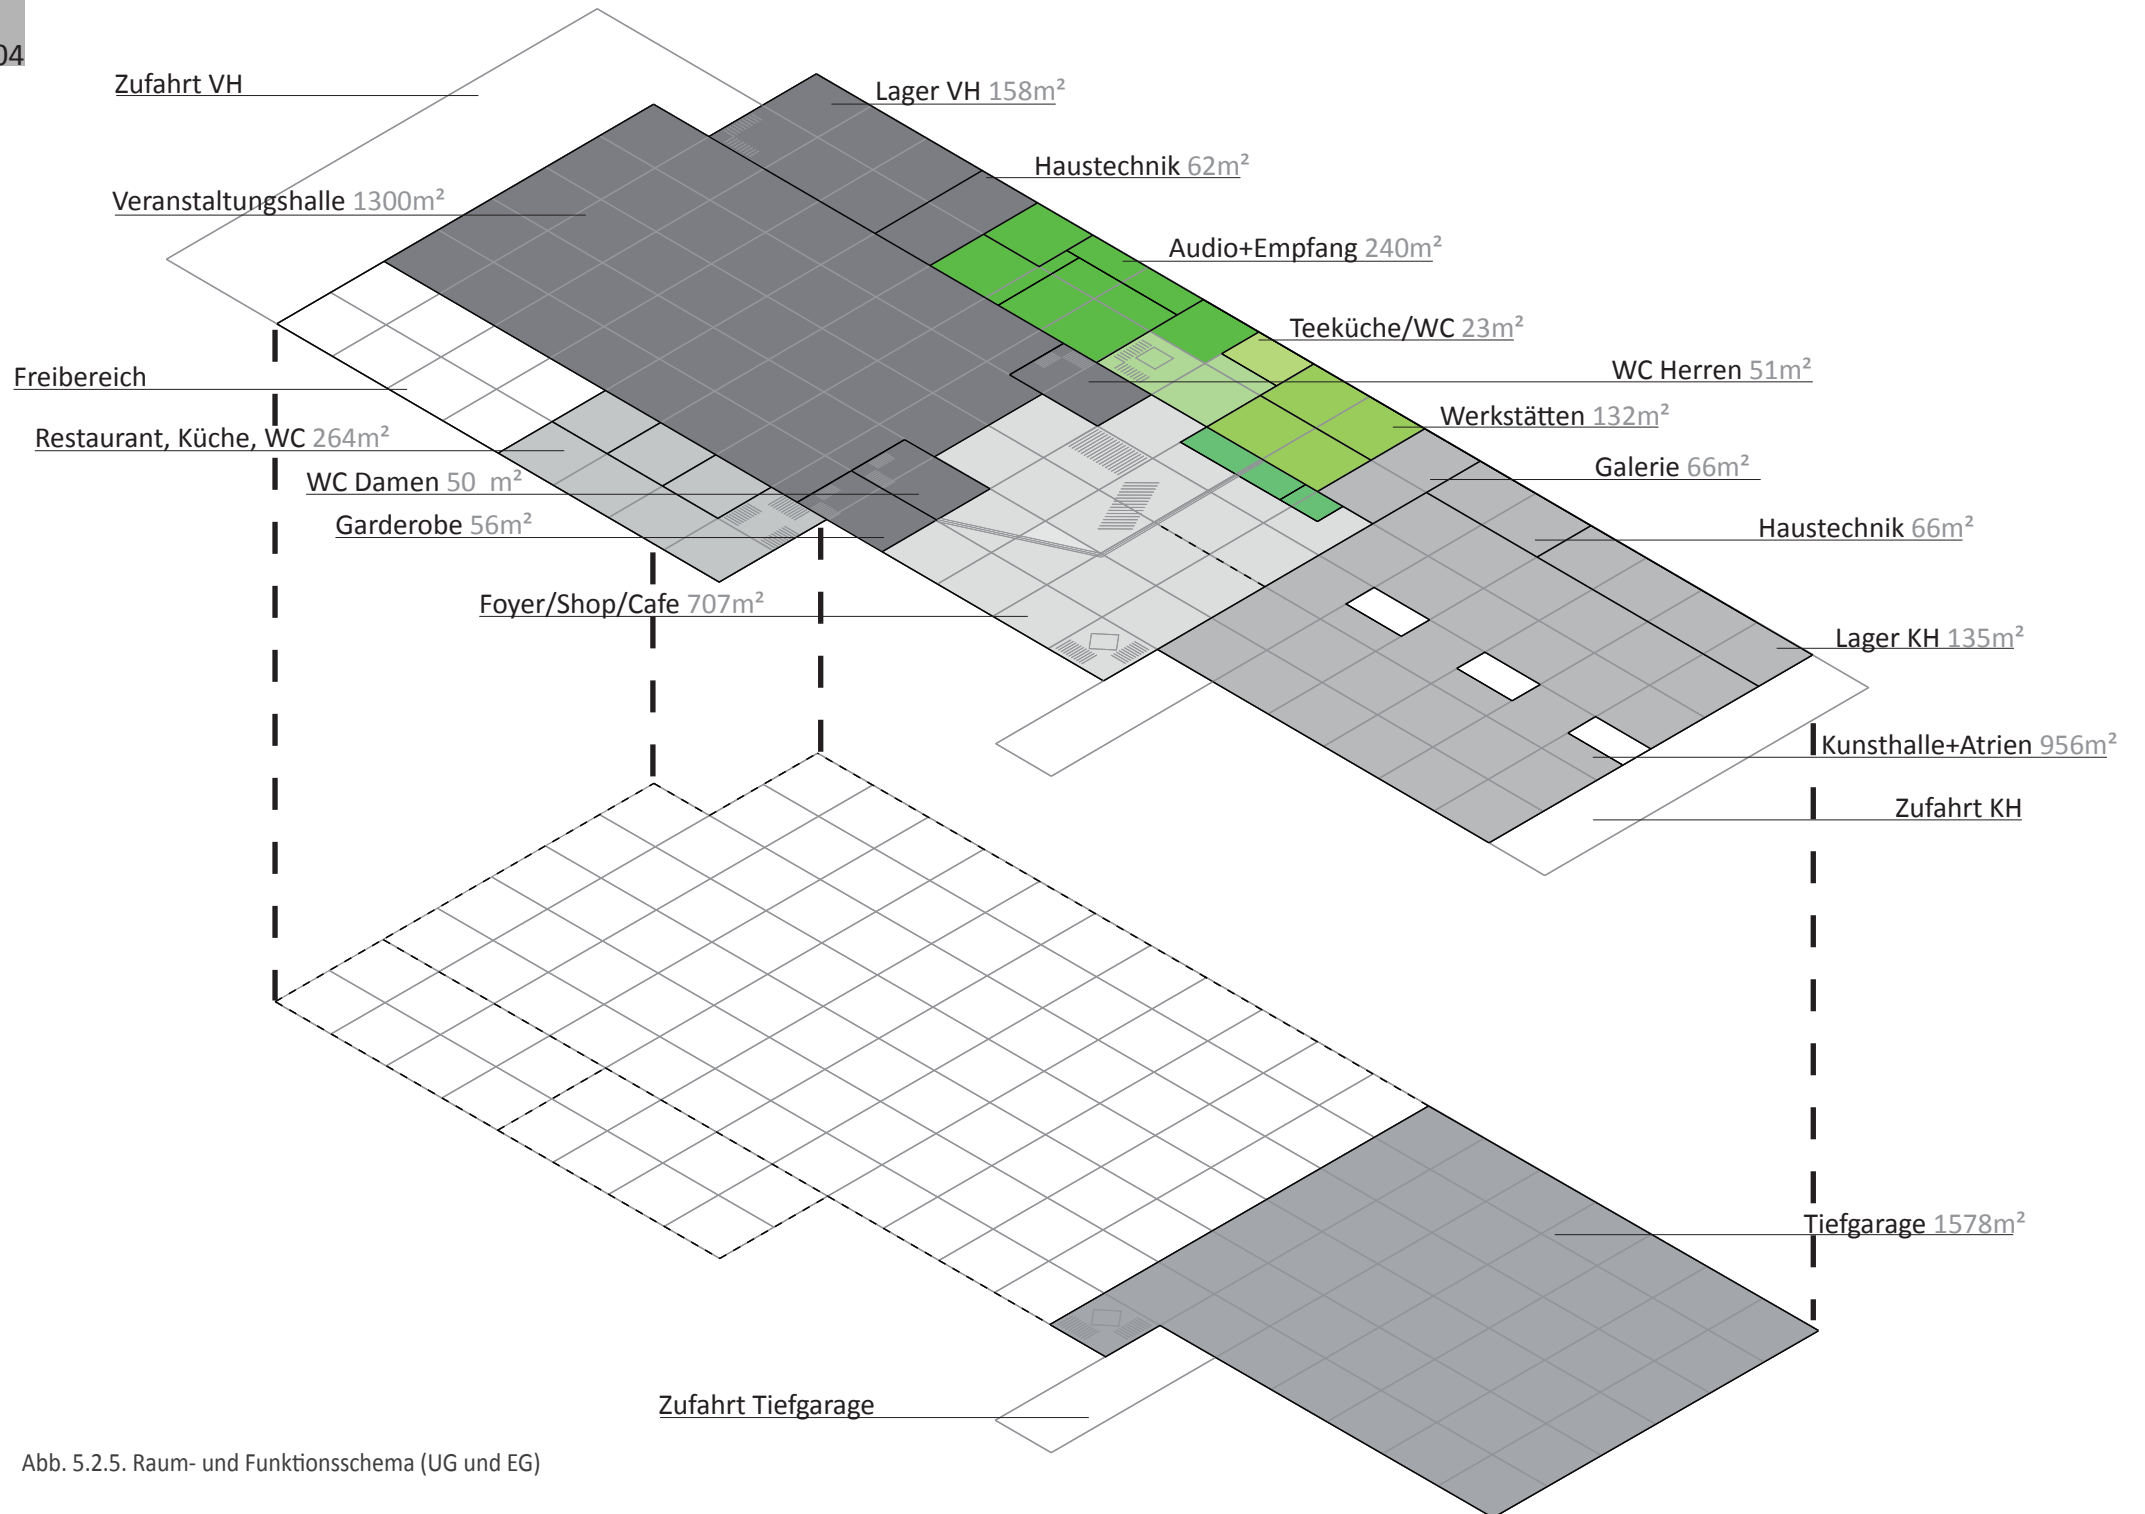 04
Zufahrt VH
Lager VH 158m²
Haustechnik 62m²
Veranstaltungshalle 1300m²
Audio+Empfang 240m²
Teeküche/WC 23m²
WC Herren 51m²
Freibereich
Werkstätten 132m²
Restaurant, Küche, WC 264m²
Galerie 66m²
WC Damen 50 m²
Garderobe 56m²
Haustechnik 66m²
Foyer/Shop/Cafe 707m²
Lager KH 135m²
Kunsthalle+Atrien 956m²
Zufahrt KH
Tiefgarage 1578m²
Zufahrt Tiefgarage
Abb. 5.2.5. Raum- und Funktionsschema (UG und EG)